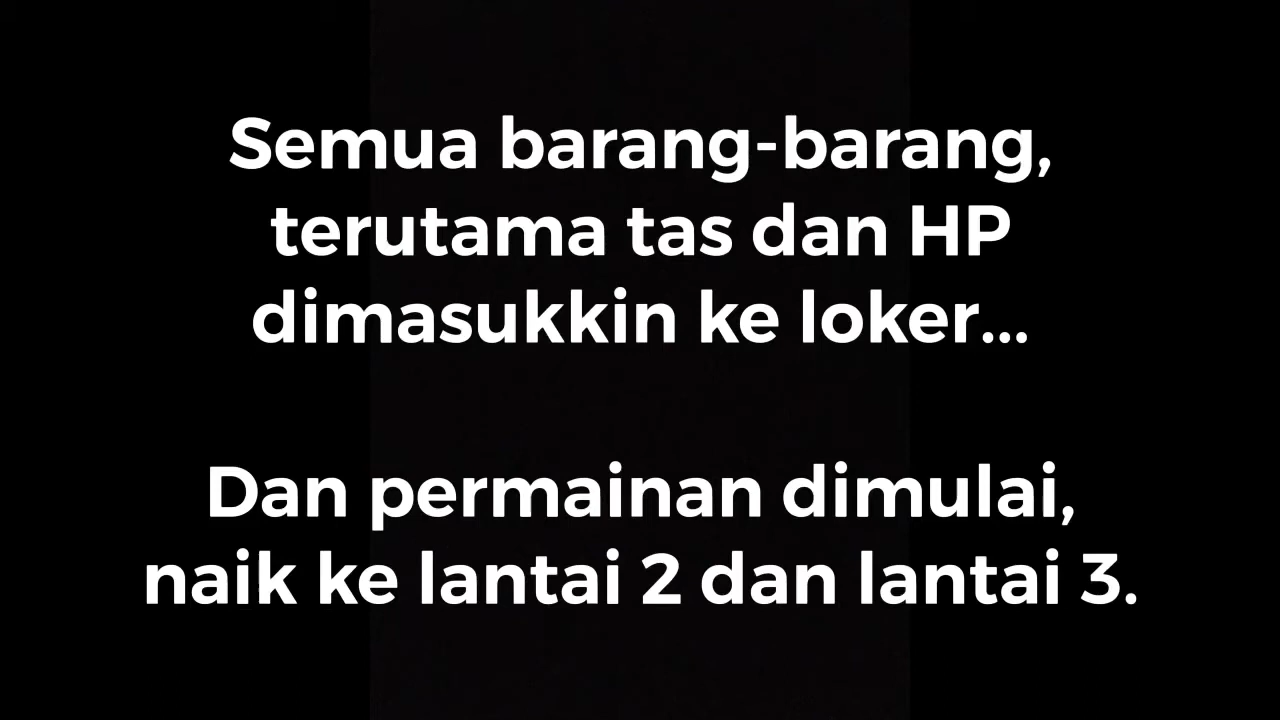 Semua barang-barang,
terutama tas dan HP
dimasukkin ke loker...
Dan permainan dimulai,
naik ke lantai 2 dan lantai 3.